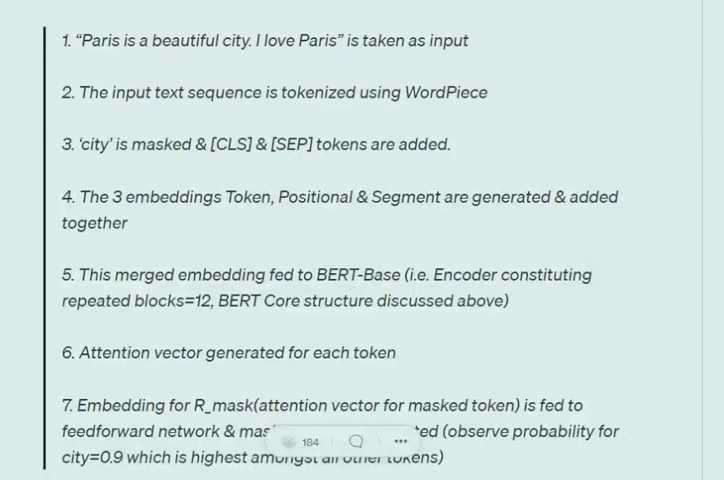 1. “Paris is a beautiful city. I love Paris” is taken as input
2. The input text sequence is tokenized using WordPiece
3. ‘city’ is masked & [CLS] & [SEP] tokens are added.
4. The 3 embeddings Token, Positional & Segment are generated & added
together
5. This merged embedding fed to BERT-Base (i.e. Encoder constituting
repeated blocks=12, BERT Core structure discussed above)
6. Attention vector generated for each token
7. Embedding for R_mask(attention vector for masked token) is fed to
feedforward network & (observe probability for
184
city=0.9 which is highest amongst all other tokens)